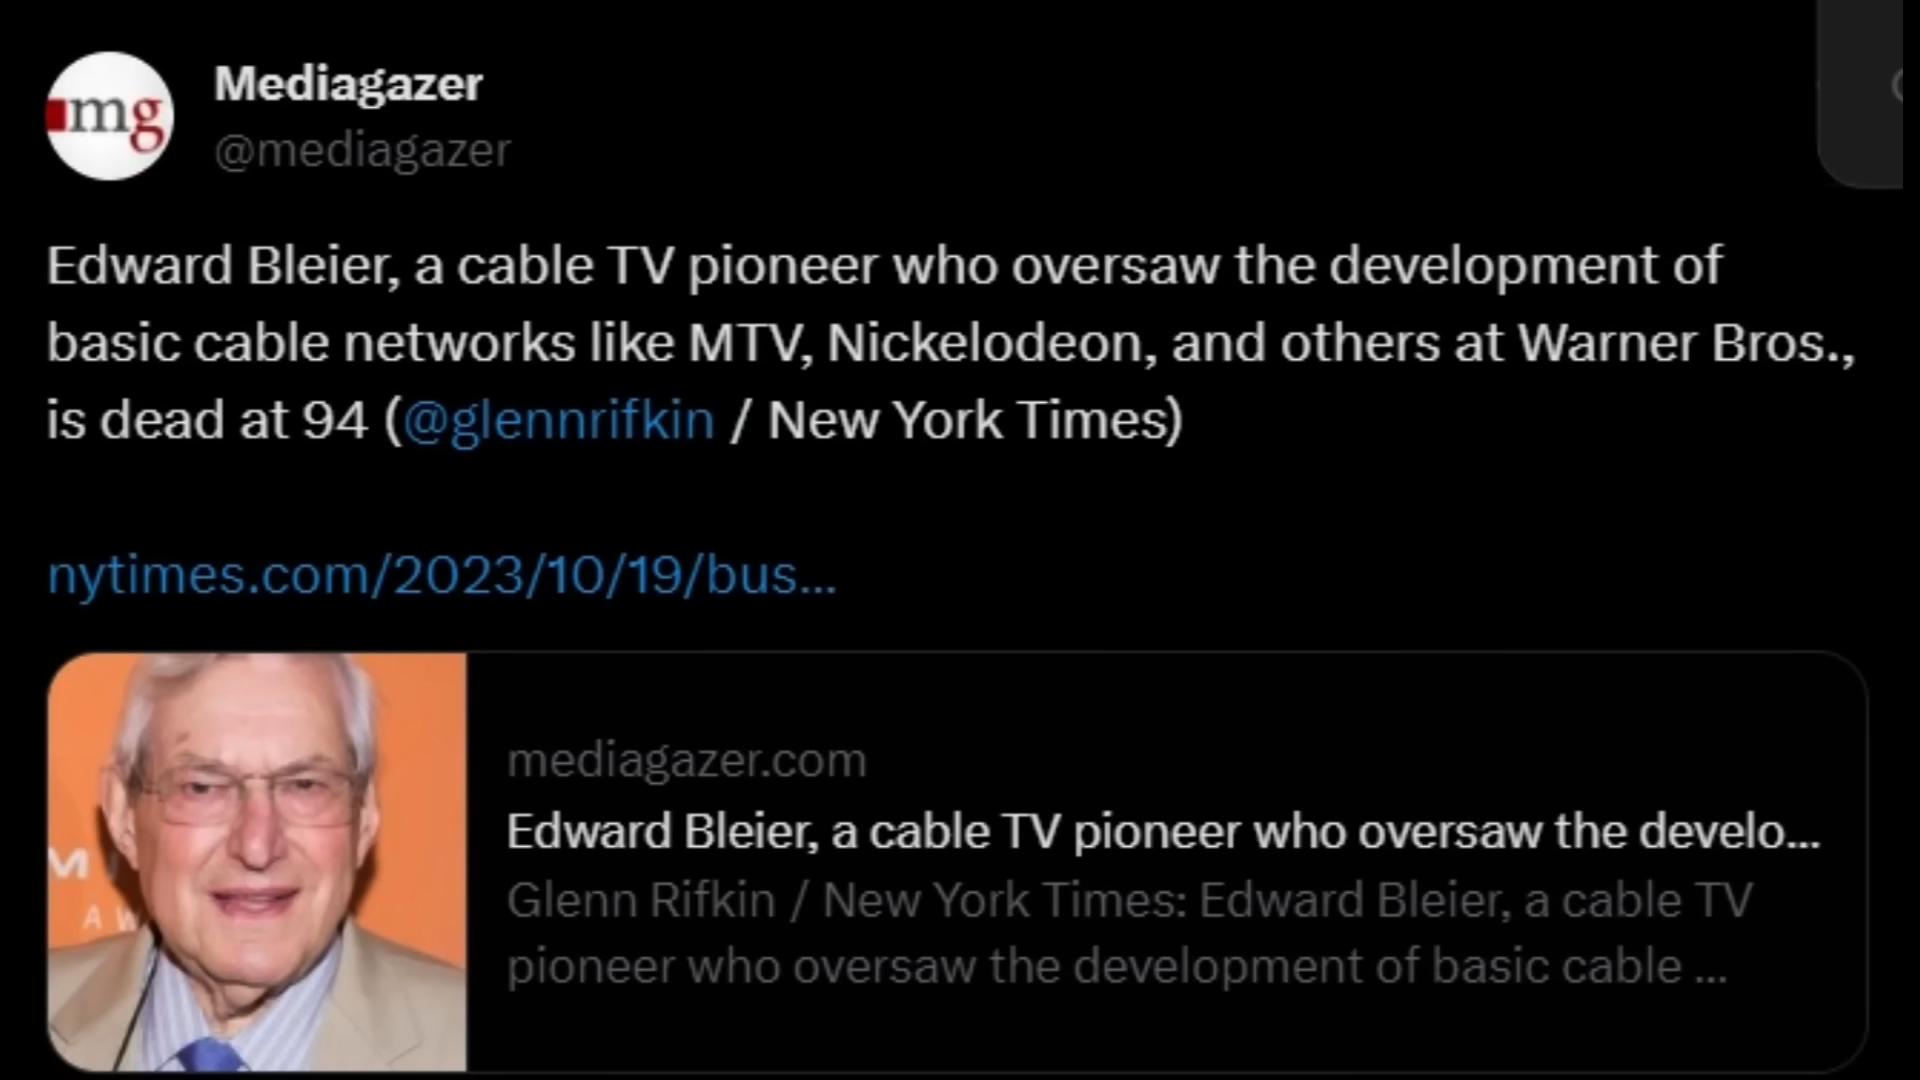 mg
Mediagazer
@mediagazer
Edward Bleier, a cable TV pioneer who oversaw the development of
basic cable networks like MTV, Nickelodeon, and others at Warner Bros.,
is dead at 94 (@glennrifkin / New York Times)
nytimes.com/2023/10/19/bus...
mediagazer.com
Edward Bleier, a cable TV pioneer who oversaw the develo...
Glenn Rifkin / New York Times: Edward Bleier, a cable TV
pioneer who oversaw the development of basic cable ...
M
A W